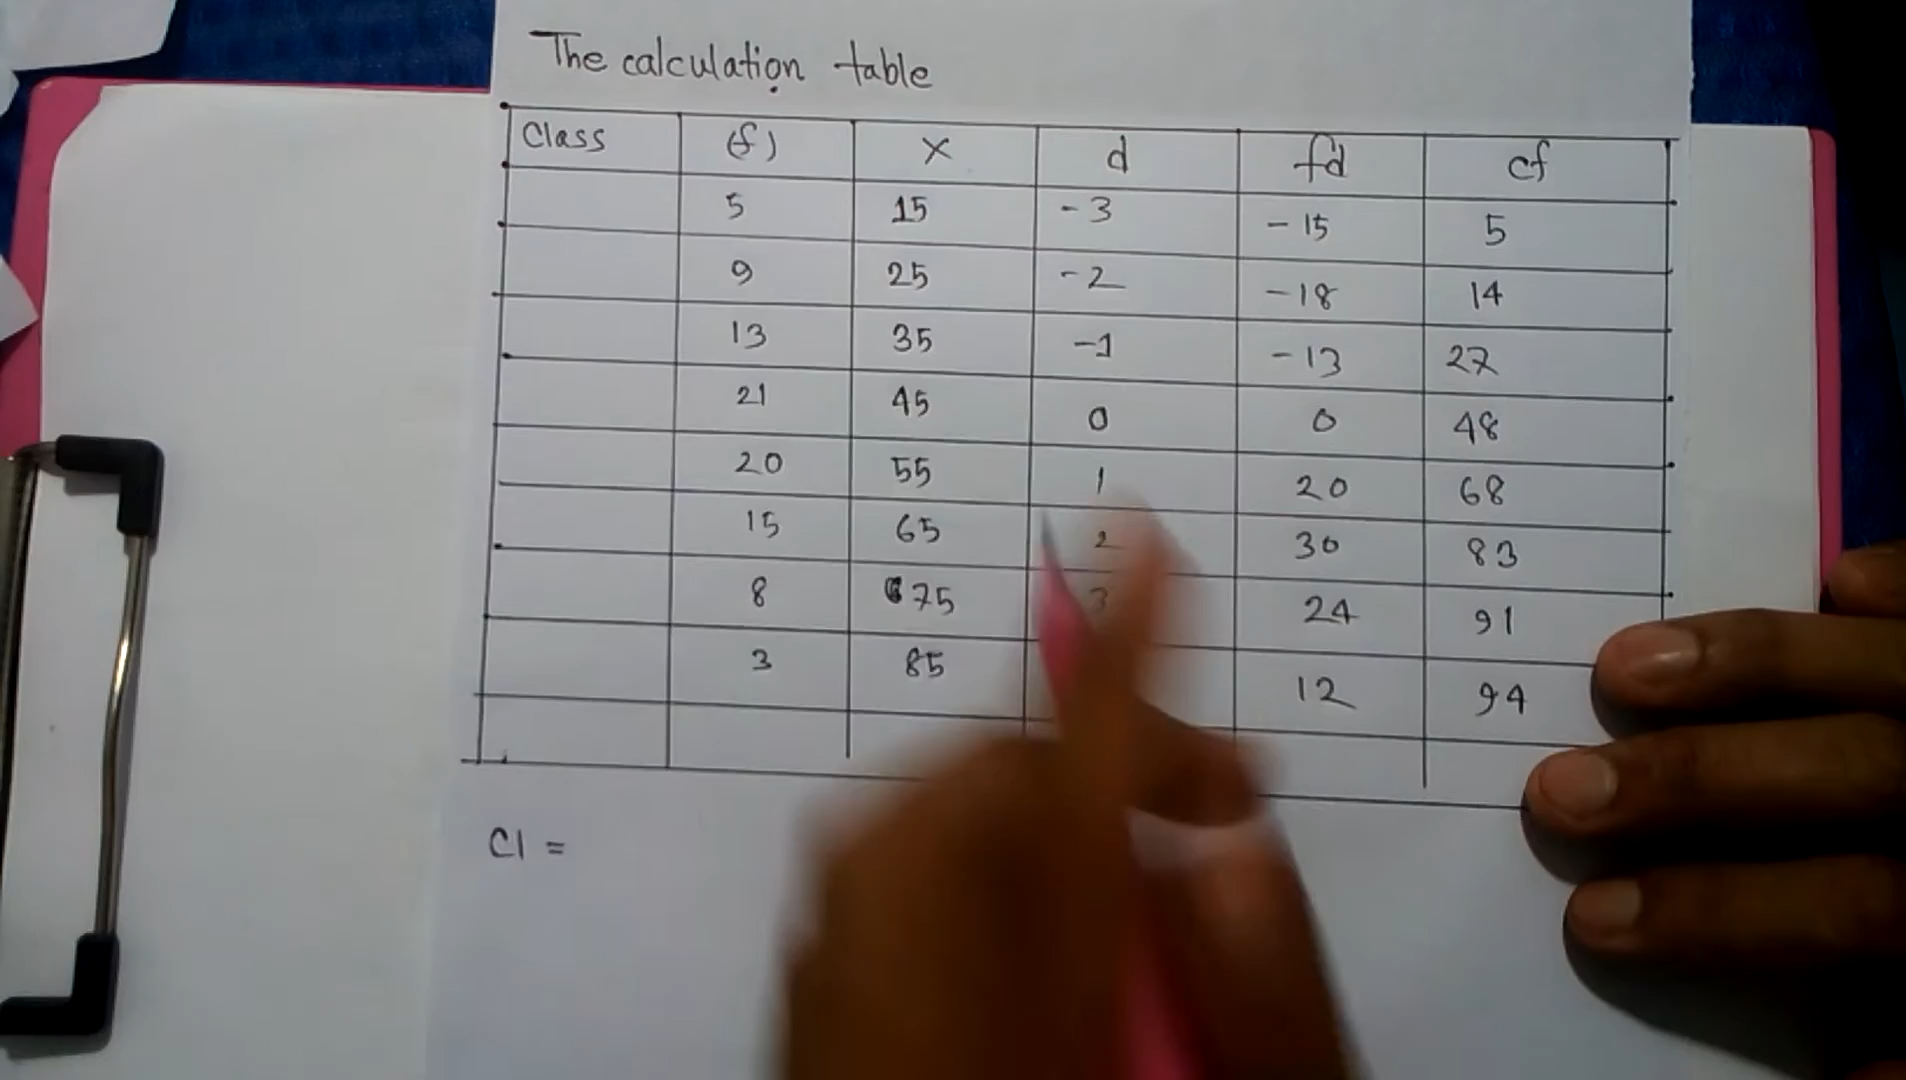 The calculation table
Class (f) x d fd cf
5 15 -3 -15 5
9 25 -2 -18 14
13 35 -1 -13 27
21 45 0 0 48
20 55 1 20 68
15 65 2 30 83
8 75 3 24 91
3 85 12 94
CI =